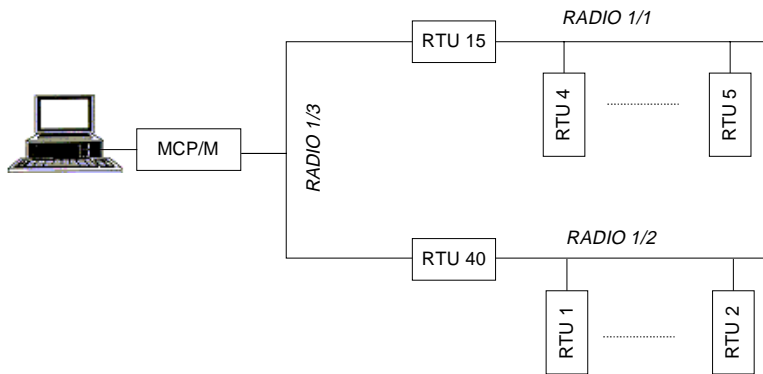 RADIO 1/1
RTU 15
RTU 4
RTU 5
MCP/M
RADIO 1/3
RADIO 1/2
RTU 40
RTU 1
RTU 2